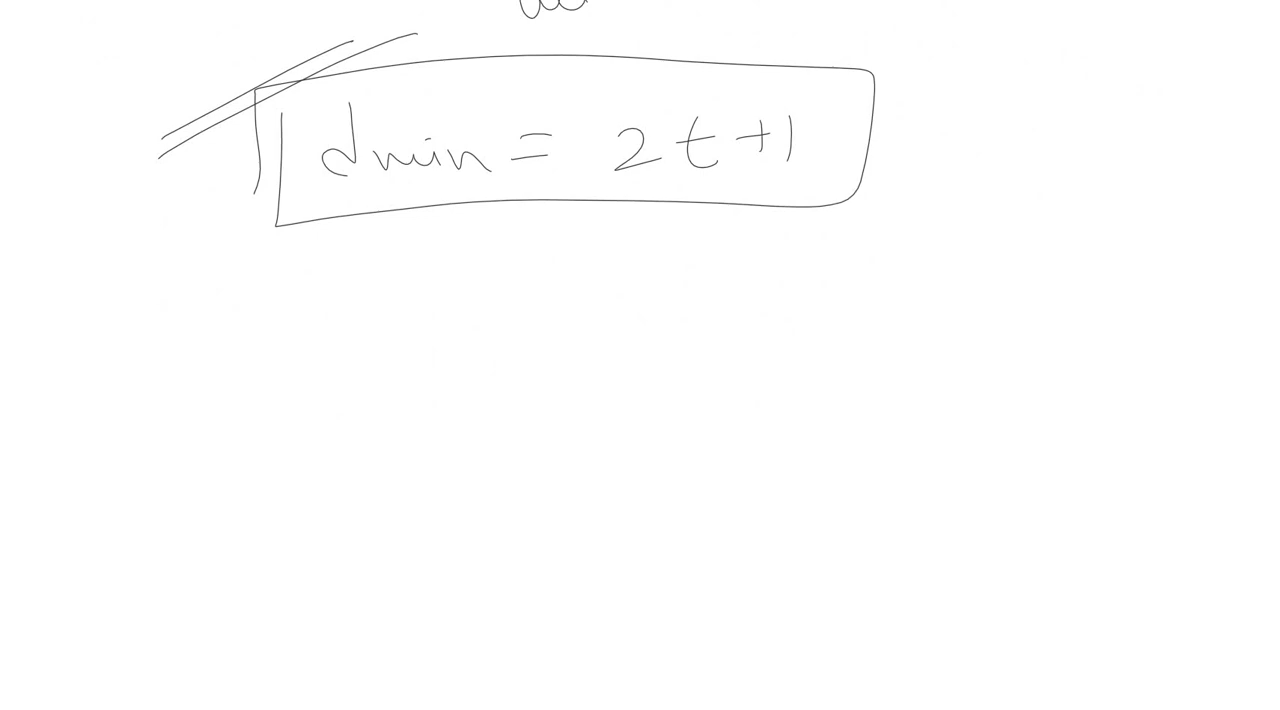 dmin = 2t+1